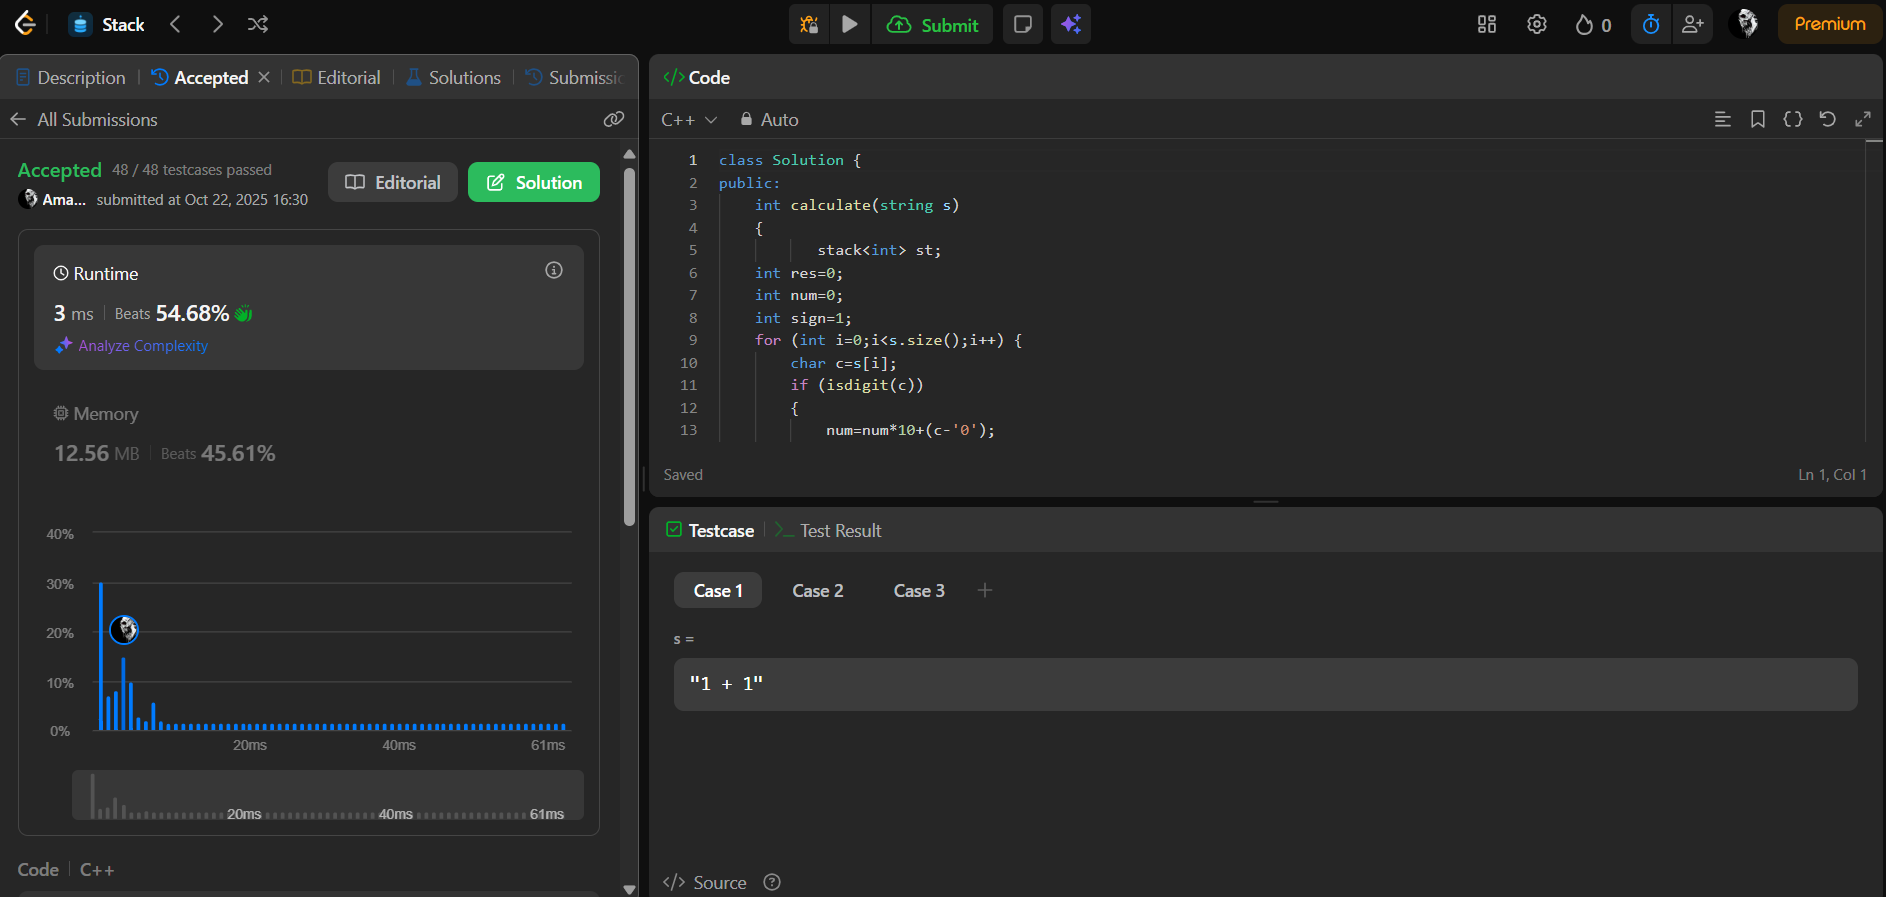 Stack
Submit
0
Premium
Description
Accepted
Editorial
Solutions
All Submissions
Accepted 48 / 48 testcases passed
Ama... submitted at Oct 22, 2025 16:30
Editorial
Solution
Runtime
3 ms Beats 54.68%
Analyze Complexity
Memory
12.56 MB Beats 45.61%
40%
30%
20%
10%
0%
20ms 40ms 61ms
20ms 40ms 61ms
Code C++
</> Code
C++ Auto
1 class Solution {
2 public:
3 int calculate(string s)
4 {
5 stack<int> st;
6 int res=0;
7 int num=0;
8 int sign=1;
9 for (int i=0;i<s.size();i++) {
10 char c=s[i];
11 if (isdigit(c))
12 {
13 num=num*10+(c-'0');
Saved
Ln 1, Col 1
Testcase >_ Test Result
Case 1 Case 2 Case 3 +
s =
"1 + 1"
</> Source ?